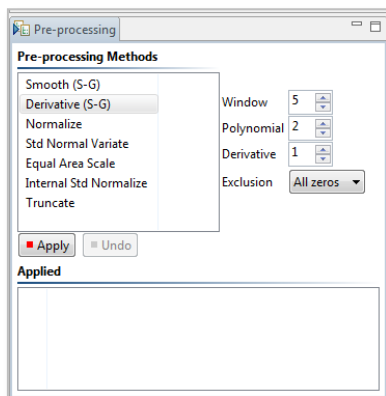 Pre-processing
Pre-processing Methods
Smooth (S-G)
Derivative (S-G)
Normalize
Std Normal Variate
Equal Area Scale
Internal Std Normalize
Truncate
Window 5
Polynomial 2
Derivative 1
Exclusion All zeros
Apply Undo
Applied